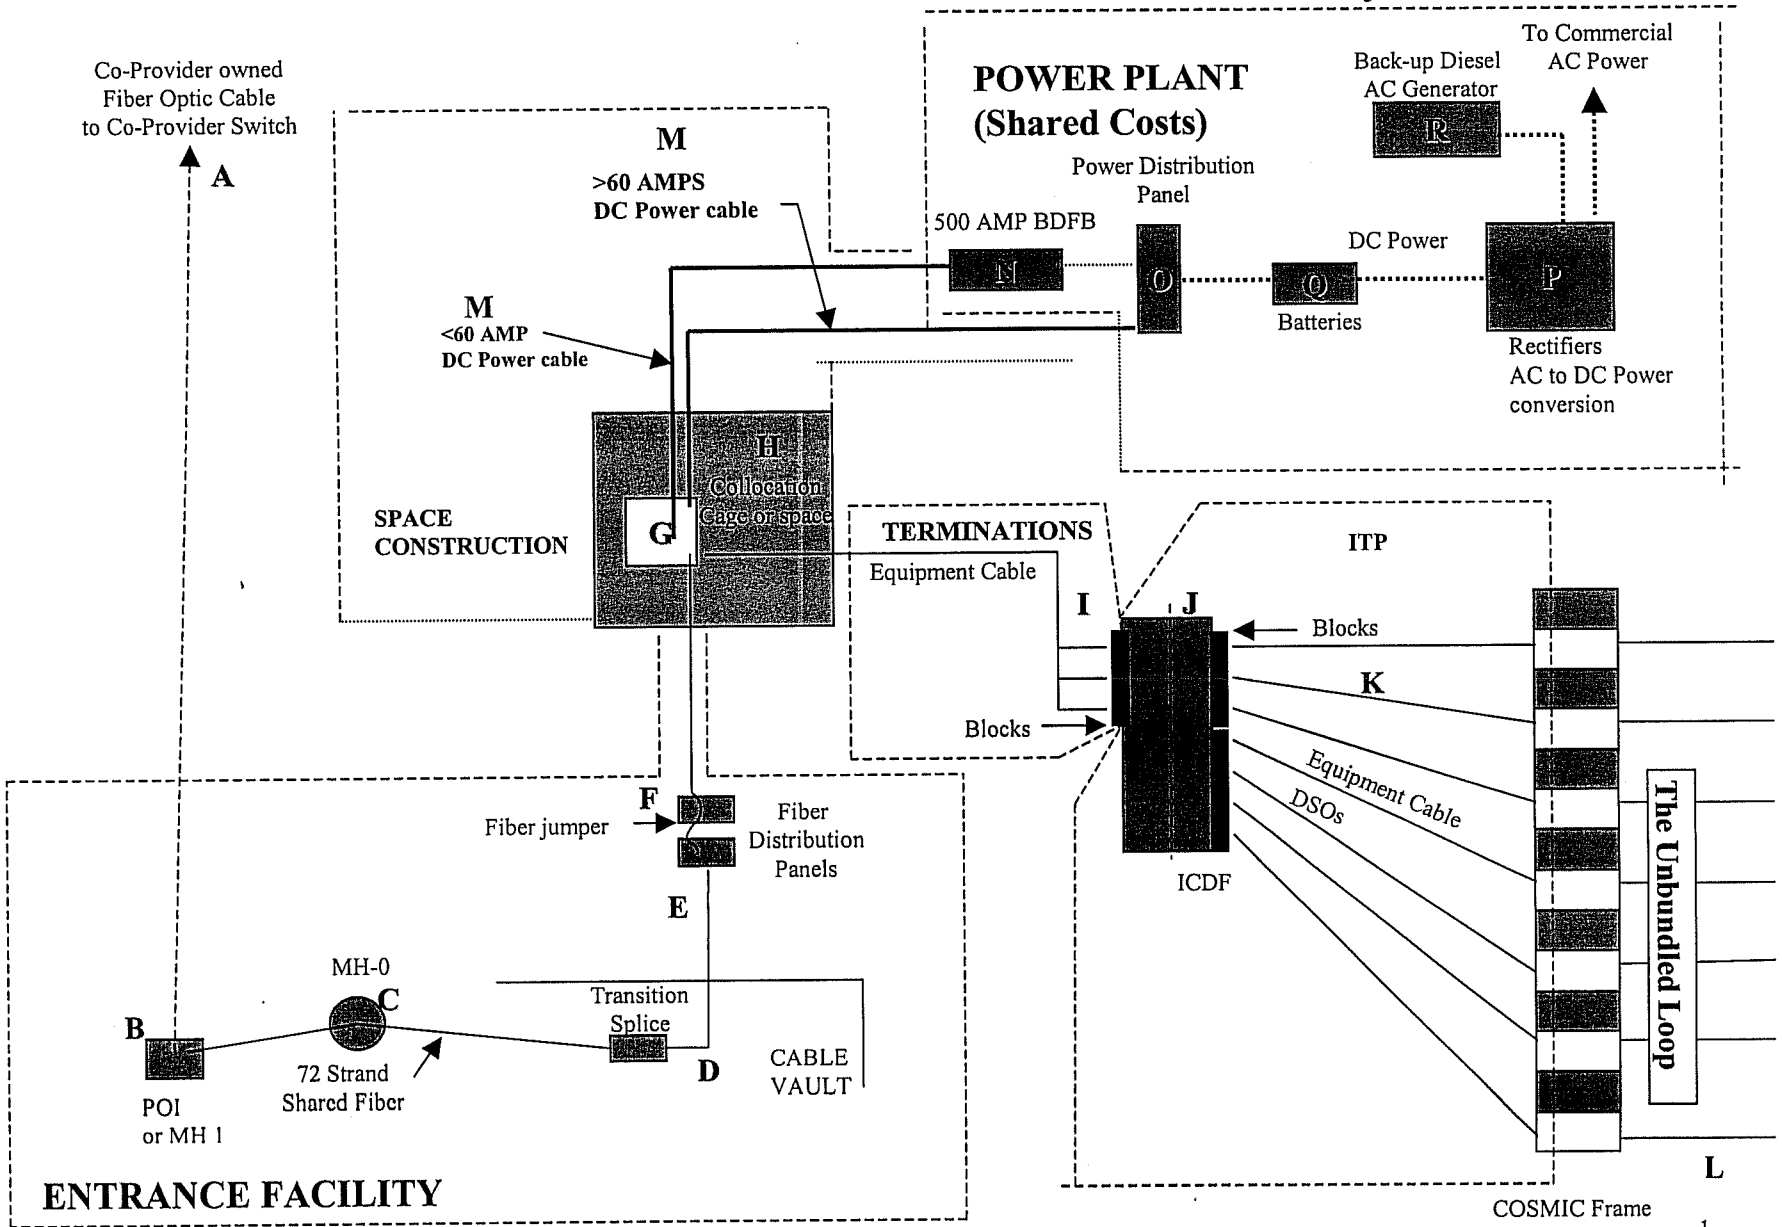 Co-Provider owned
Fiber Optic Cable
to Co-Provider Switch
A
M
>60 AMPS
DC Power cable
M
<60 AMP
DC Power cable
POWER PLANT
(Shared Costs)
Back-up Diesel
AC Generator
To Commercial
AC Power
R
Power Distribution
Panel
500 AMP BDFB
N
O
DC Power
Q
Batteries
P
Rectifiers
AC to DC Power
conversion
H
Collocation
Cage or space
G
SPACE
CONSTRUCTION
TERMINATIONS
Equipment Cable
I
Blocks
ITP
J
Blocks
K
Equipment Cable
DSOs
ICDF
The Unbundled Loop
L
COSMIC Frame
1
F
Fiber jumper
Fiber
Distribution
Panels
E
MH-0
C
Transition
Splice
B
D
72 Strand
Shared Fiber
CABLE
VAULT
POI
or MH 1
ENTRANCE FACILITY